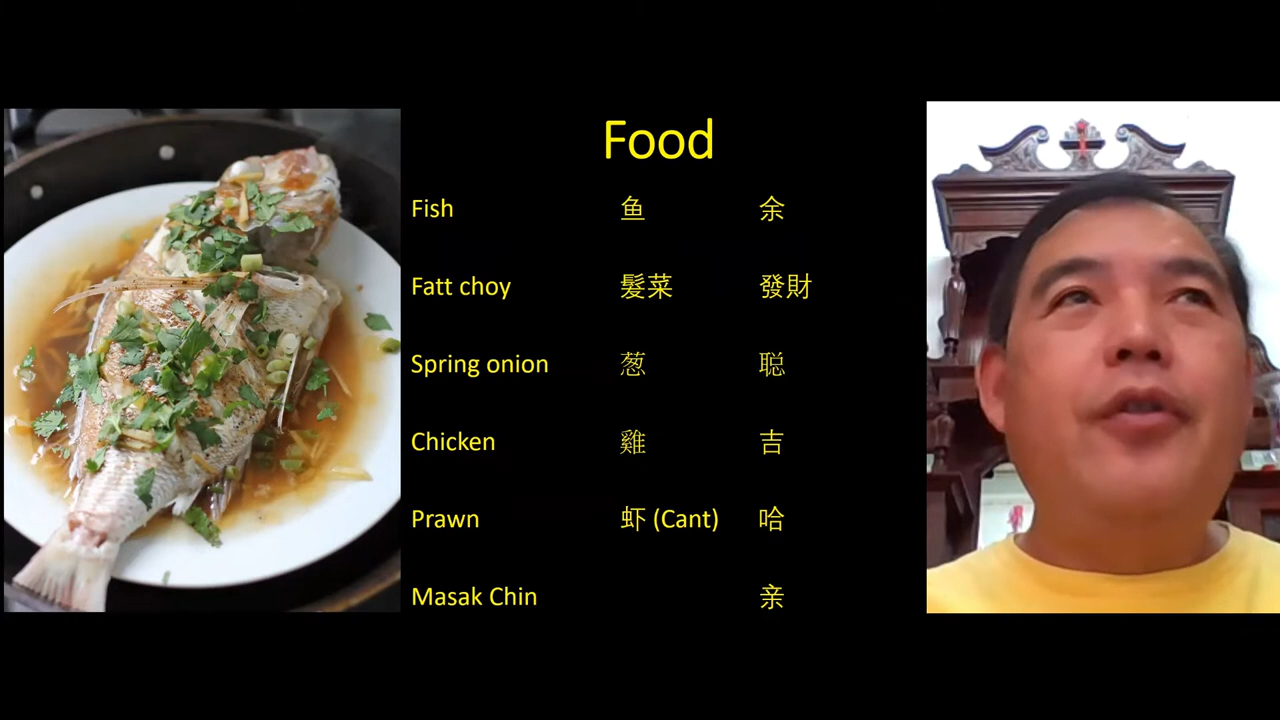 Food
Fish 鱼 余
Fatt choy 髮菜 發財
Spring onion 葱 聪
Chicken 雞 吉
Prawn 虾 (Cant) 哈
Masak Chin 亲